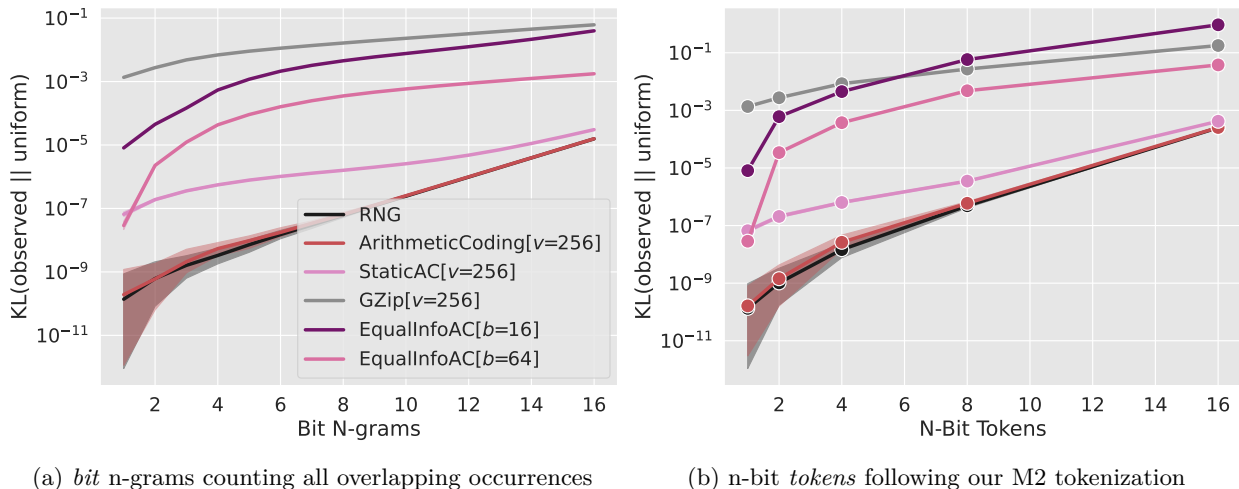 KL(observed || uniform)
10⁻¹
10⁻³
10⁻⁵
10⁻⁷
10⁻⁹
10⁻¹¹
RNG
ArithmeticCoding[v=256]
StaticAC[v=256]
GZip[v=256]
EqualInfoAC[b=16]
EqualInfoAC[b=64]
2 4 6 8 10 12 14 16
Bit N-grams
(a) bit n-grams counting all overlapping occurrences
KL(observed || uniform)
10⁻¹
10⁻³
10⁻⁵
10⁻⁷
10⁻⁹
10⁻¹¹
2 4 6 8 10 12 14 16
N-Bit Tokens
(b) n-bit tokens following our M2 tokenization